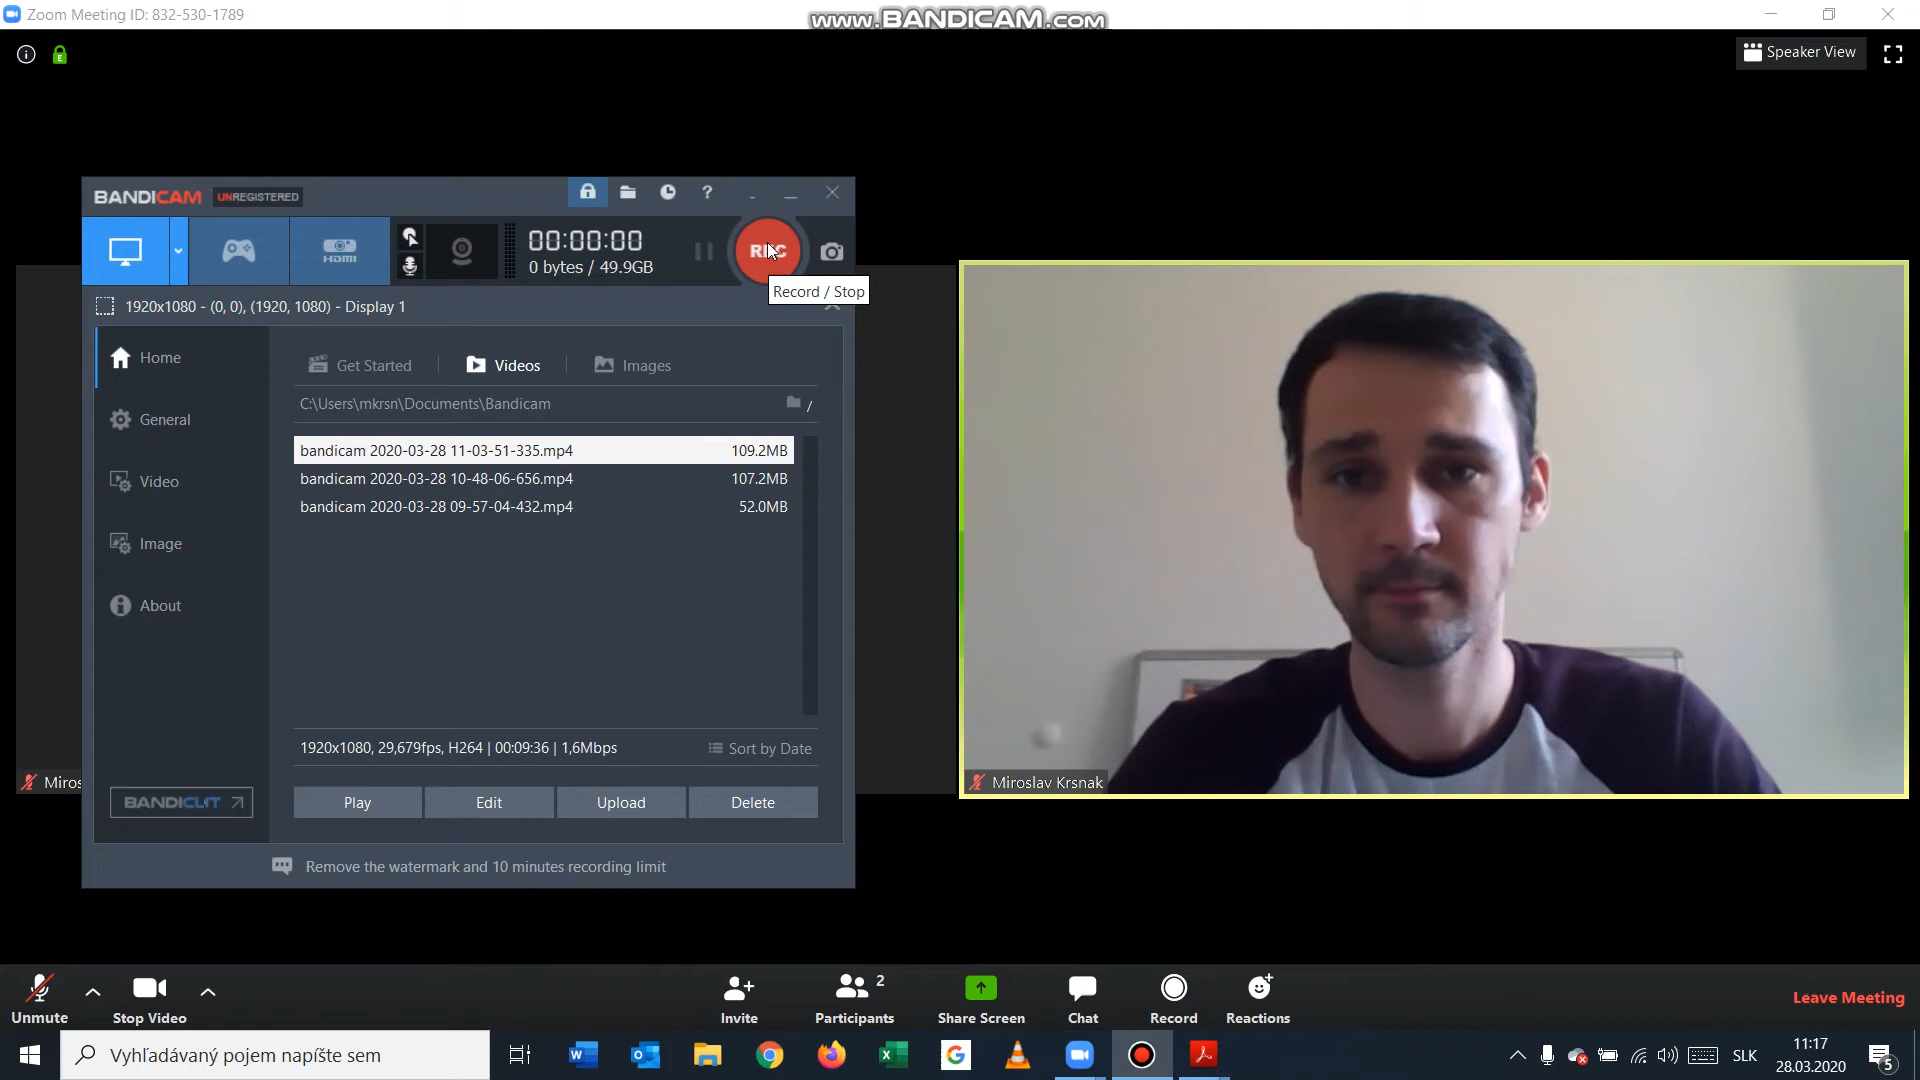 Zoom Meeting ID: 832-530-1789
www.BANDICAM.com
Speaker View
BANDICAM UNREGISTERED
?
HDMI
00:00:00
0 bytes / 49.9GB
REC
Record / Stop
1920x1080 - (0, 0), (1920, 1080) - Display 1
Home
General
Video
Image
About
Get Started
Videos
Images
C:\Users\mkrsn\Documents\Bandicam
/
bandicam 2020-03-28 11-03-51-335.mp4 109.2MB
bandicam 2020-03-28 10-48-06-656.mp4 107.2MB
bandicam 2020-03-28 09-57-04-432.mp4 52.0MB
1920x1080, 29,679fps, H264 | 00:09:36 | 1,6Mbps
Sort by Date
BANDICUT
Play
Edit
Upload
Delete
Remove the watermark and 10 minutes recording limit
Miros
Miroslav Krsnak
Unmute
Stop Video
Invite
Participants 2
Share Screen
Chat
Record
Reactions
Leave Meeting
Vyhľadávaný pojem napíšte sem
SLK
11:17
28.03.2020
5